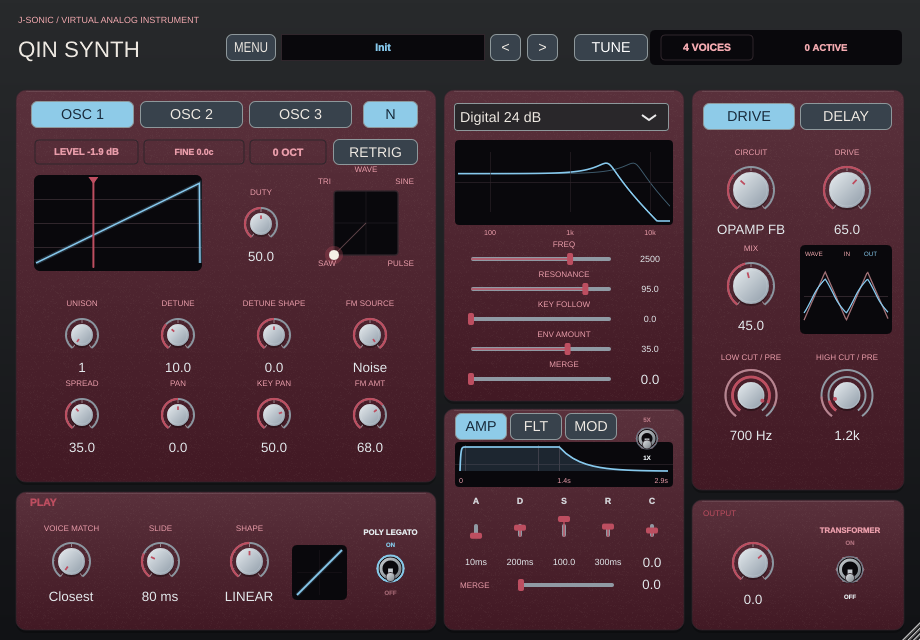 J-SONIC / VIRTUAL ANALOG INSTRUMENT
QIN SYNTH
MENU
Init
<
>
TUNE
4 VOICES
0 ACTIVE
OSC 1
OSC 2
OSC 3
N
LEVEL -1.9 dB
FINE 0.0c
0 OCT
RETRIG
WAVE
TRI
SINE
DUTY
50.0
SAW
PULSE
UNISON
DETUNE
DETUNE SHAPE
FM SOURCE
1
10.0
0.0
Noise
SPREAD
PAN
KEY PAN
FM AMT
35.0
0.0
50.0
68.0
PLAY
VOICE MATCH
SLIDE
SHAPE
POLY LEGATO
ON
Closest
80 ms
LINEAR
OFF
Digital 24 dB
100
1k
10k
FREQ
2500
RESONANCE
95.0
KEY FOLLOW
0.0
ENV AMOUNT
35.0
MERGE
0.0
AMP
FLT
MOD
5X
1X
0
1.4s
2.9s
A
D
S
R
C
10ms
200ms
100.0
300ms
0.0
MERGE
0.0
DRIVE
DELAY
CIRCUIT
DRIVE
OPAMP FB
65.0
MIX
45.0
WAVE
IN
OUT
LOW CUT / PRE
HIGH CUT / PRE
700 Hz
1.2k
OUTPUT
TRANSFORMER
ON
0.0
OFF